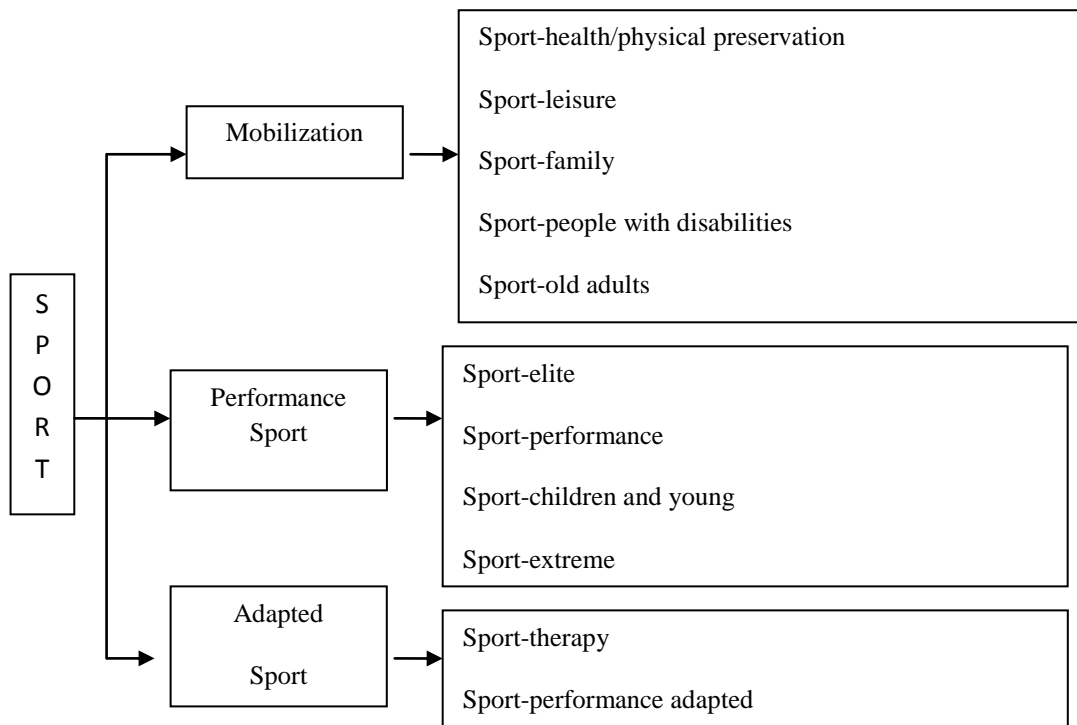 S
P
O
R
T
Mobilization
Sport-health/physical preservation
Sport-leisure
Sport-family
Sport-people with disabilities
Sport-old adults
Performance
Sport
Sport-elite
Sport-performance
Sport-children and young
Sport-extreme
Adapted
Sport
Sport-therapy
Sport-performance adapted